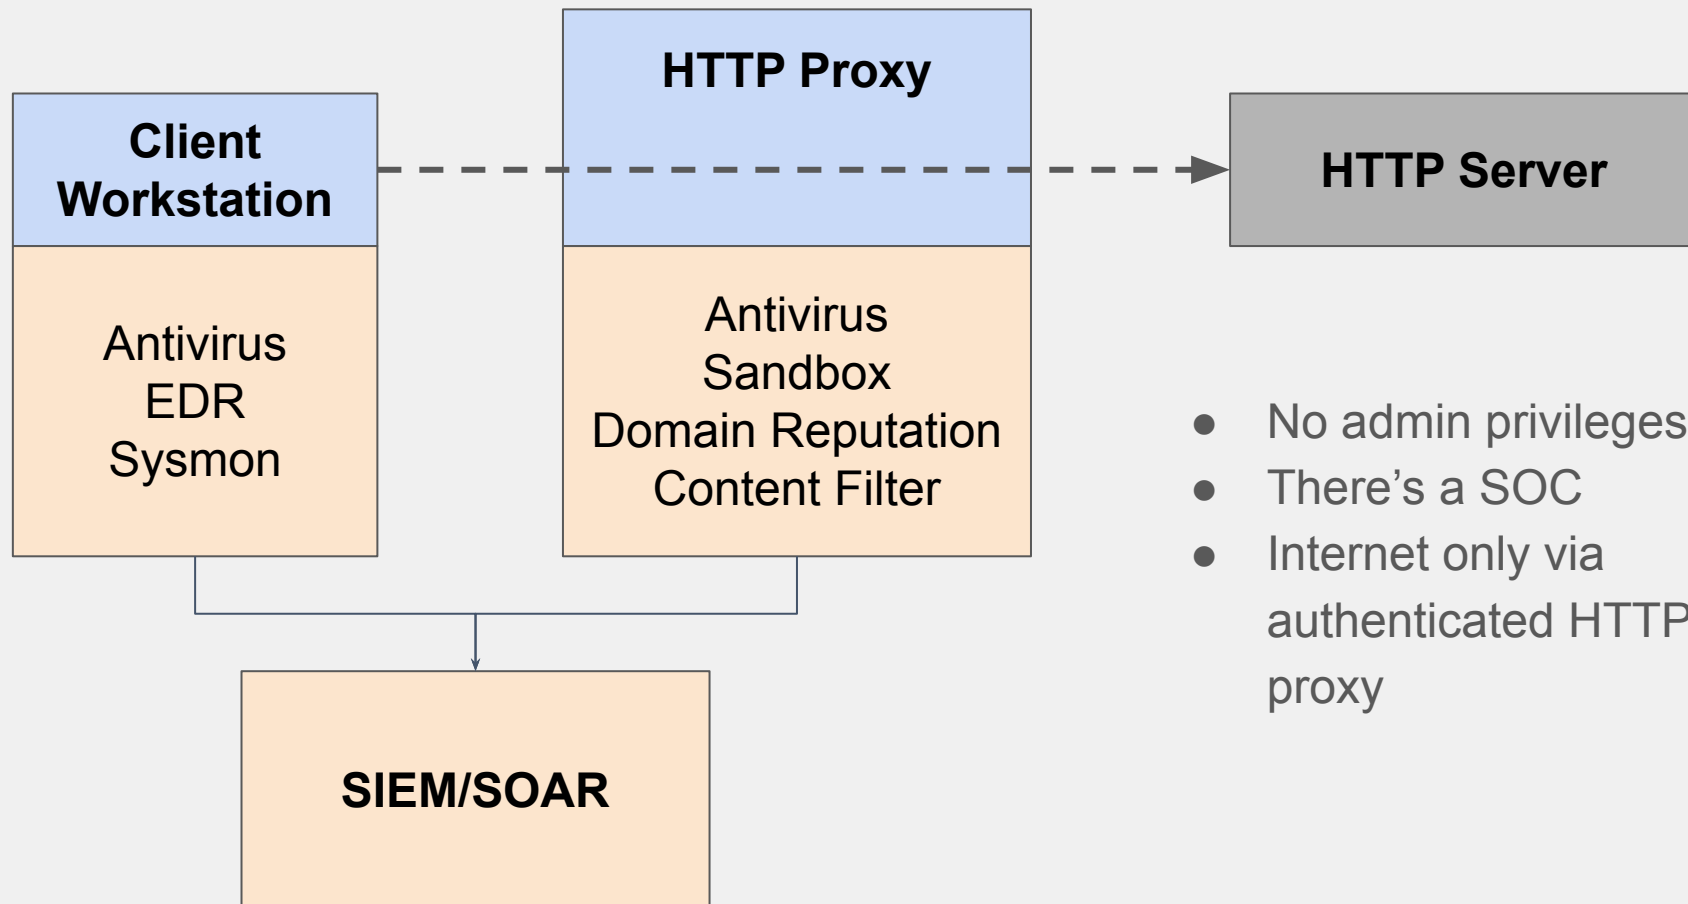 Client
Workstation
Antivirus
EDR
Sysmon
HTTP Proxy
Antivirus
Sandbox
Domain Reputation
Content Filter
HTTP Server
● No admin privileges
● There’s a SOC
● Internet only via
authenticated HTTP
proxy
SIEM/SOAR